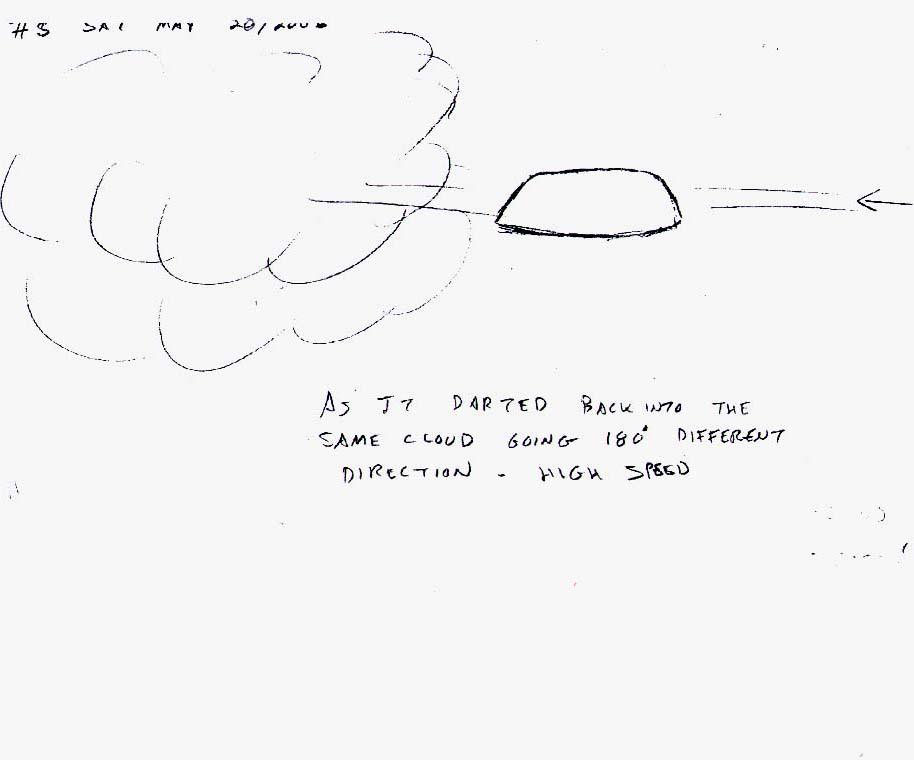 #3 SAT MAY 20/2000
AS IT DARTED BACK INTO THE
SAME CLOUD GOING 180° DIFFERENT
DIRECTION - HIGH SPEED